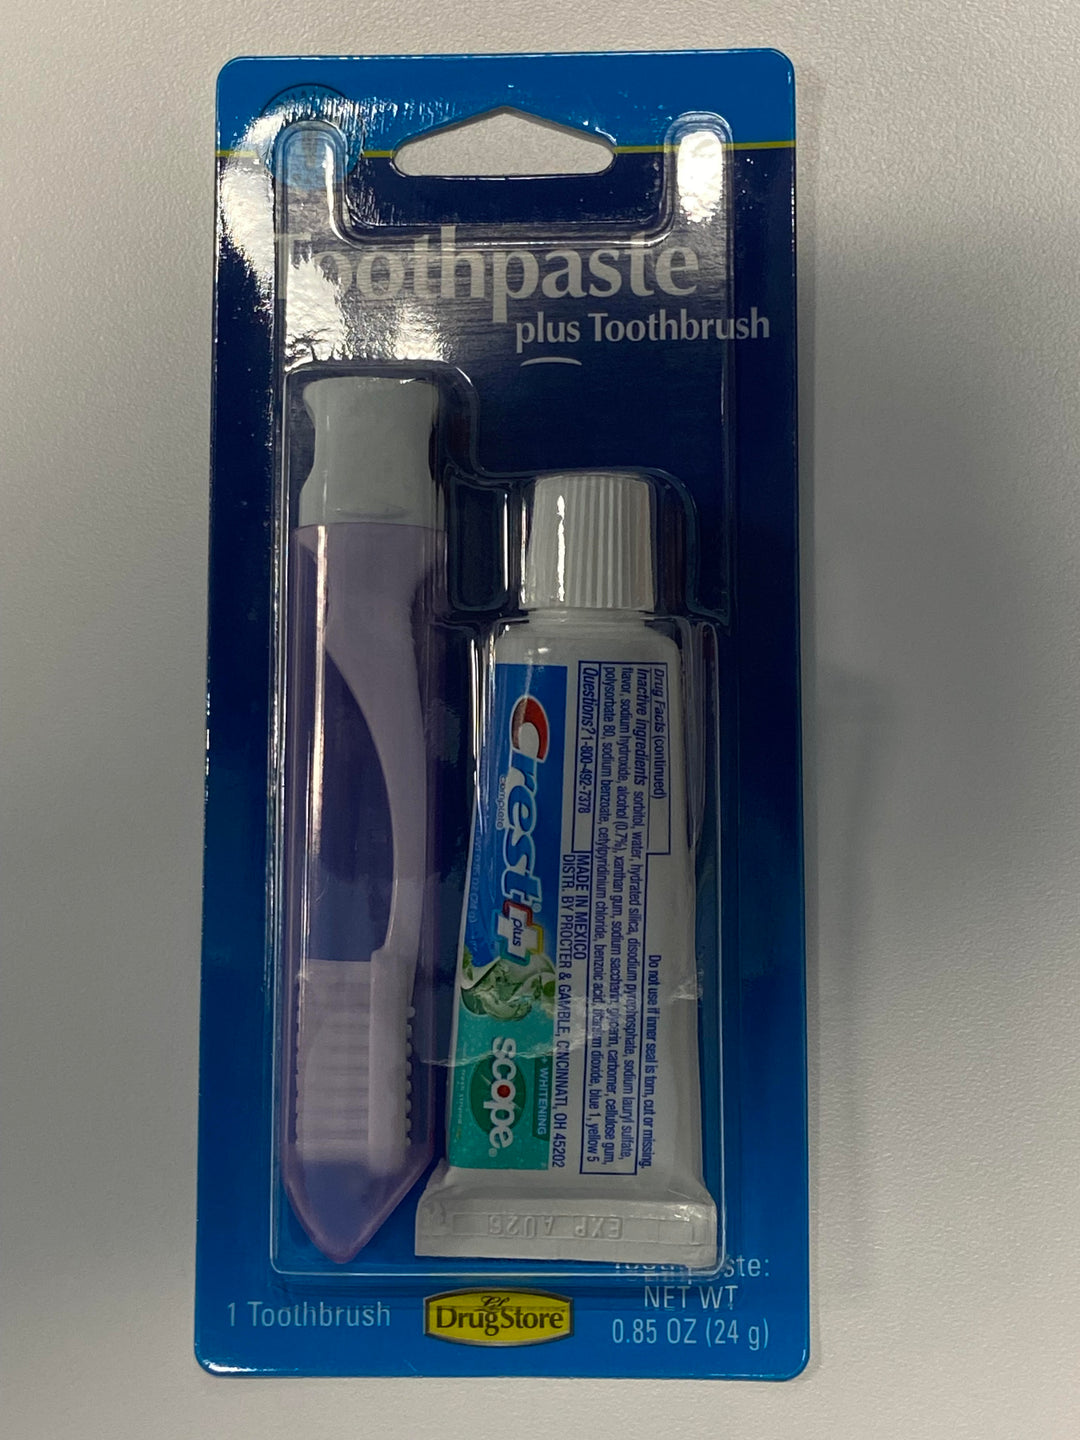 Toothpaste
plus Toothbrush
Drug Facts (continued)
Inactive ingredients sorbitol, water, hydrated silica, disodium pyrophosphate, sodium lauryl sulfate,
flavor, sodium hydroxide, alcohol (0.7%), xanthan gum, sodium saccharin, glycerin, carbomer, cellulose gum,
polysorbate 80, sodium benzoate, cetylpyridinium chloride, benzoic acid, titanium dioxide, blue 1, yellow 5
Questions? 1-800-492-7378
Do not use if inner seal is torn, cut or missing.
MADE IN MEXICO
DISTR. BY PROCTER & GAMBLE, CINCINNATI, OH 45202
Crest® plus
complete
scope®
+ WHITENING
EXP AU26
1 Toothbrush
Lil
DrugStore
Toothpaste:
NET WT
0.85 OZ (24 g)